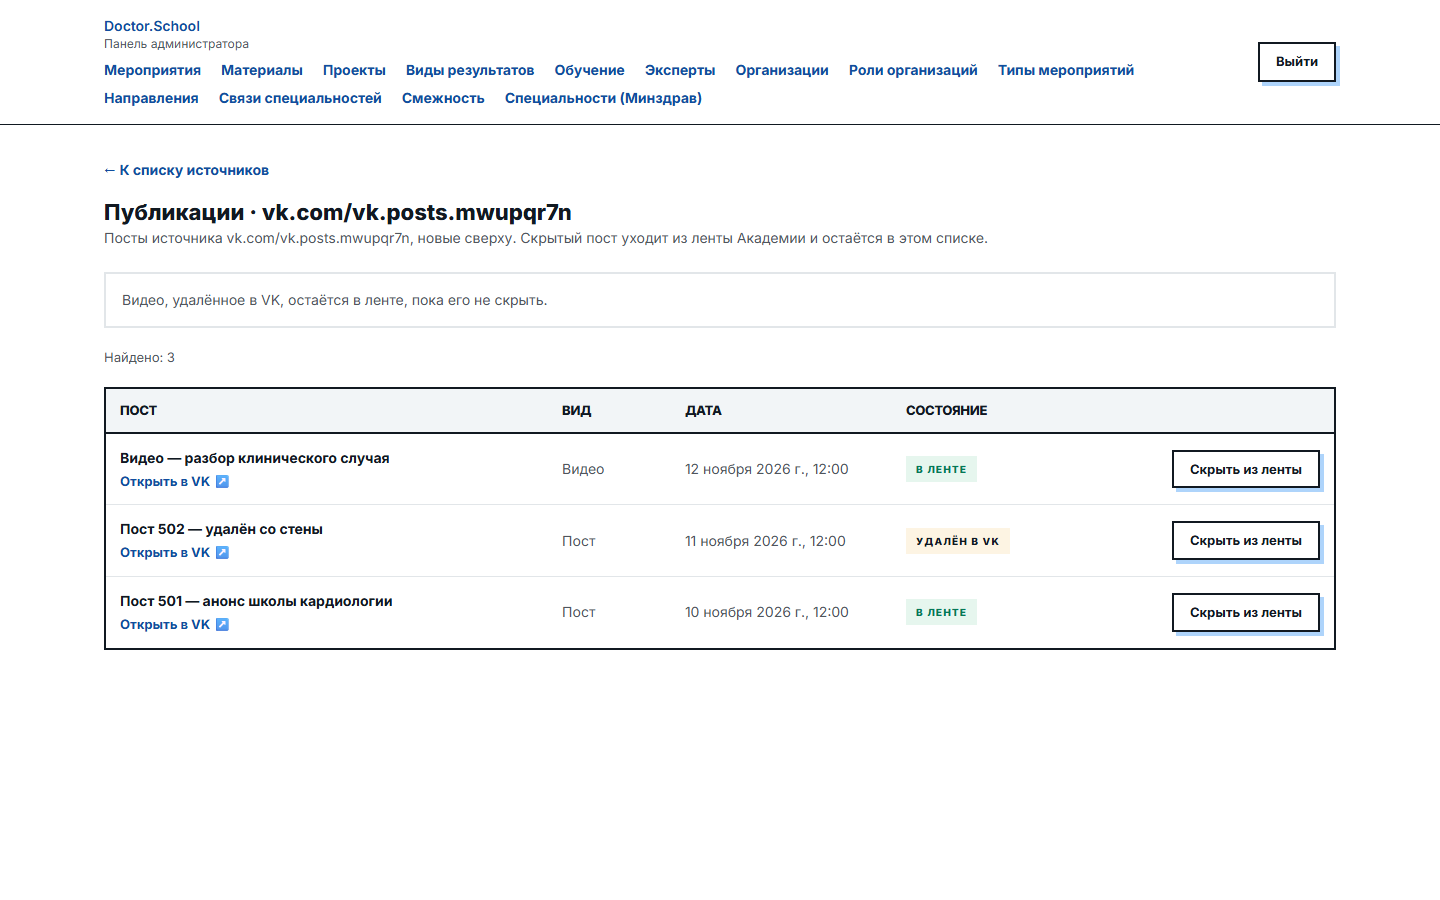 Doctor.School
Панель администратора
Мероприятия Материалы Проекты Виды результатов Обучение Эксперты Организации Роли организаций Типы мероприятий
Направления Связи специальностей Смежность Специальности (Минздрав)
Выйти
← К списку источников
Публикации · vk.com/vk.posts.mwupqr7n
Посты источника vk.com/vk.posts.mwupqr7n, новые сверху. Скрытый пост уходит из ленты Академии и остаётся в этом списке.
Видео, удалённое в VK, остаётся в ленте, пока его не скрыть.
Найдено: 3
ПОСТ ВИД ДАТА СОСТОЯНИЕ
Видео — разбор клинического случая
Открыть в VK ↗
Видео 12 ноября 2026 г., 12:00 В ЛЕНТЕ Скрыть из ленты
Пост 502 — удалён со стены
Открыть в VK ↗
Пост 11 ноября 2026 г., 12:00 УДАЛЁН В VK Скрыть из ленты
Пост 501 — анонс школы кардиологии
Открыть в VK ↗
Пост 10 ноября 2026 г., 12:00 В ЛЕНТЕ Скрыть из ленты